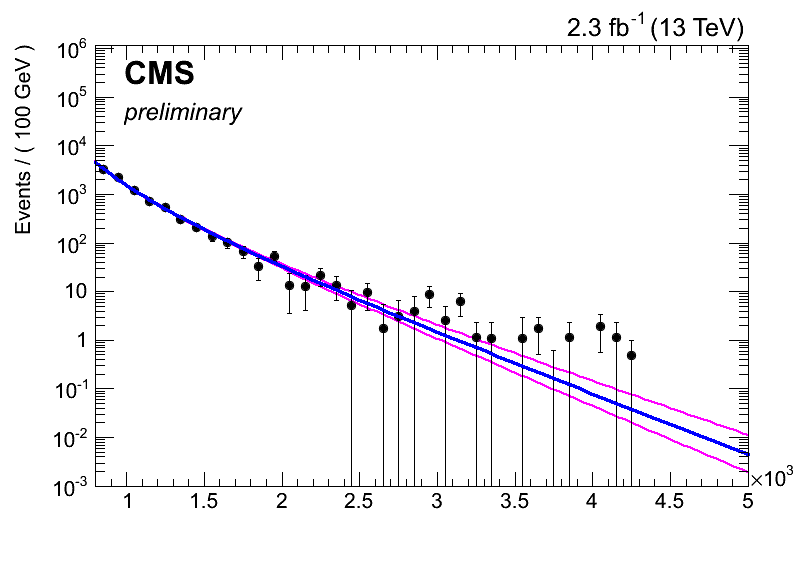 2.3 fb⁻¹ (13 TeV)
CMS
preliminary
Events / ( 100 GeV )
10⁶
10⁵
10⁴
10³
10²
10
1
10⁻¹
10⁻²
10⁻³
1 1.5 2 2.5 3 3.5 4 4.5 5
×10³